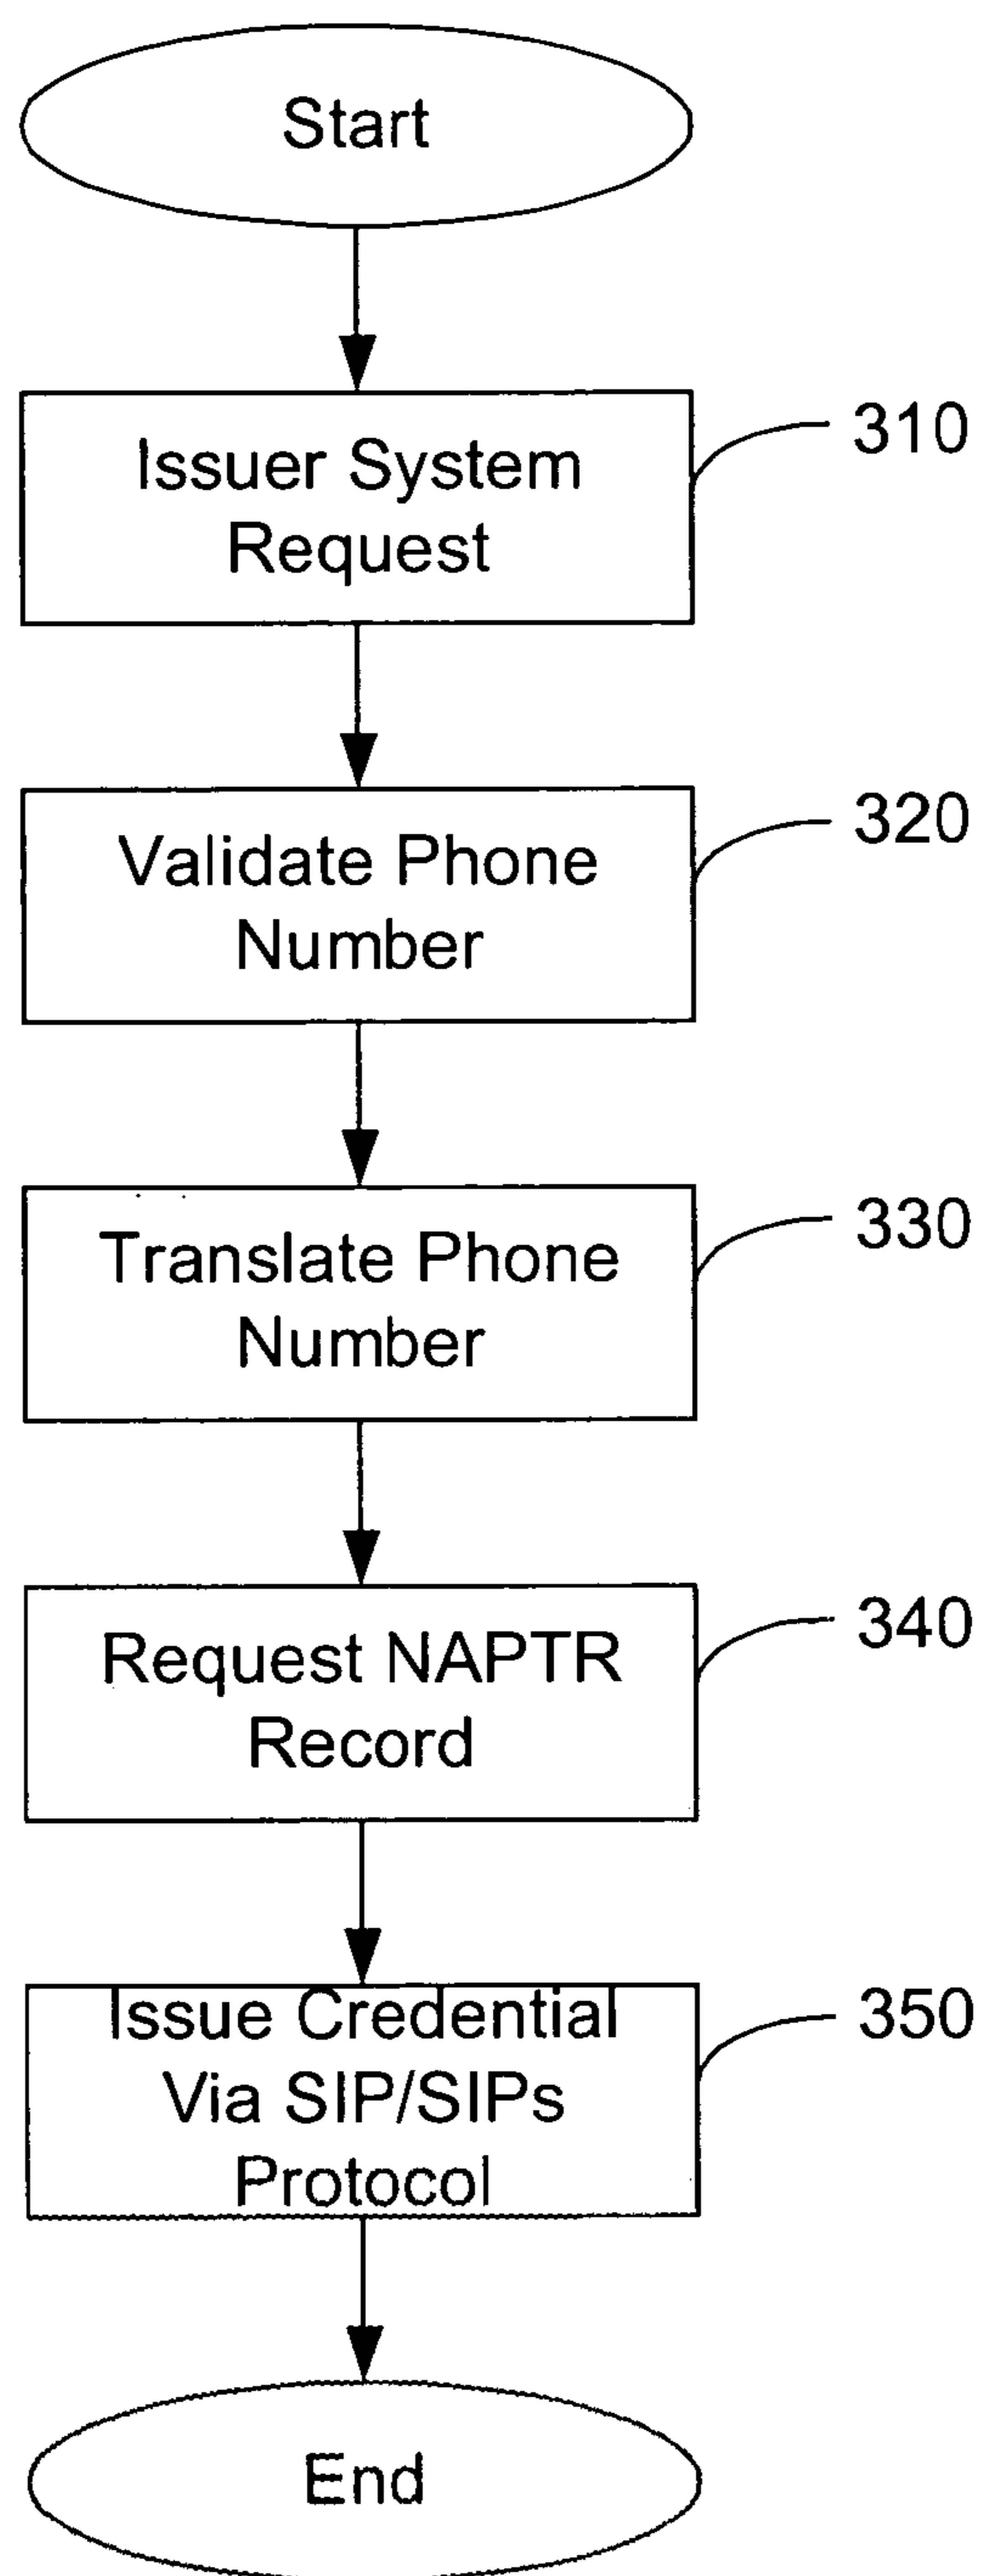 Start
Issuer System
Request
310
Validate Phone
Number
320
Translate Phone
Number
330
Request NAPTR
Record
340
Issue Credential
Via SIP/SIPs
Protocol
350
End